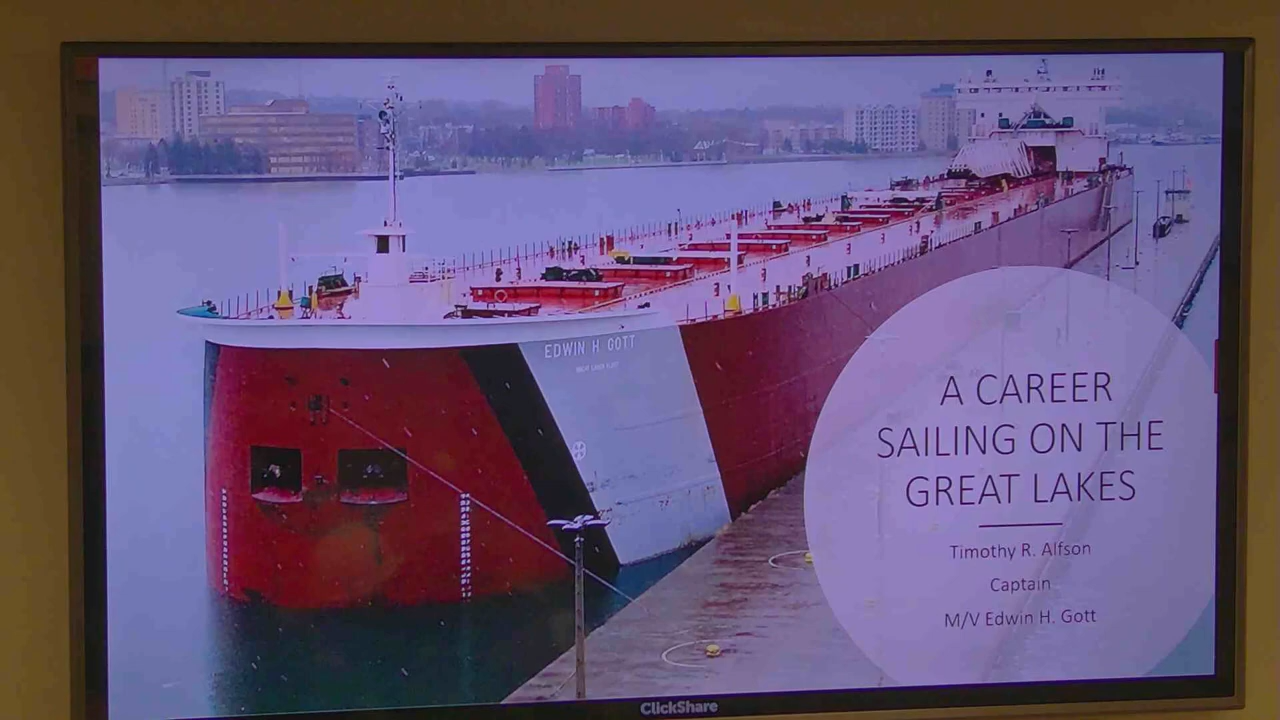 EDWIN H GOTT
A CAREER
SAILING ON THE
GREAT LAKES
Timothy R. Alfson
Captain
M/V Edwin H. Gott
ClickShare